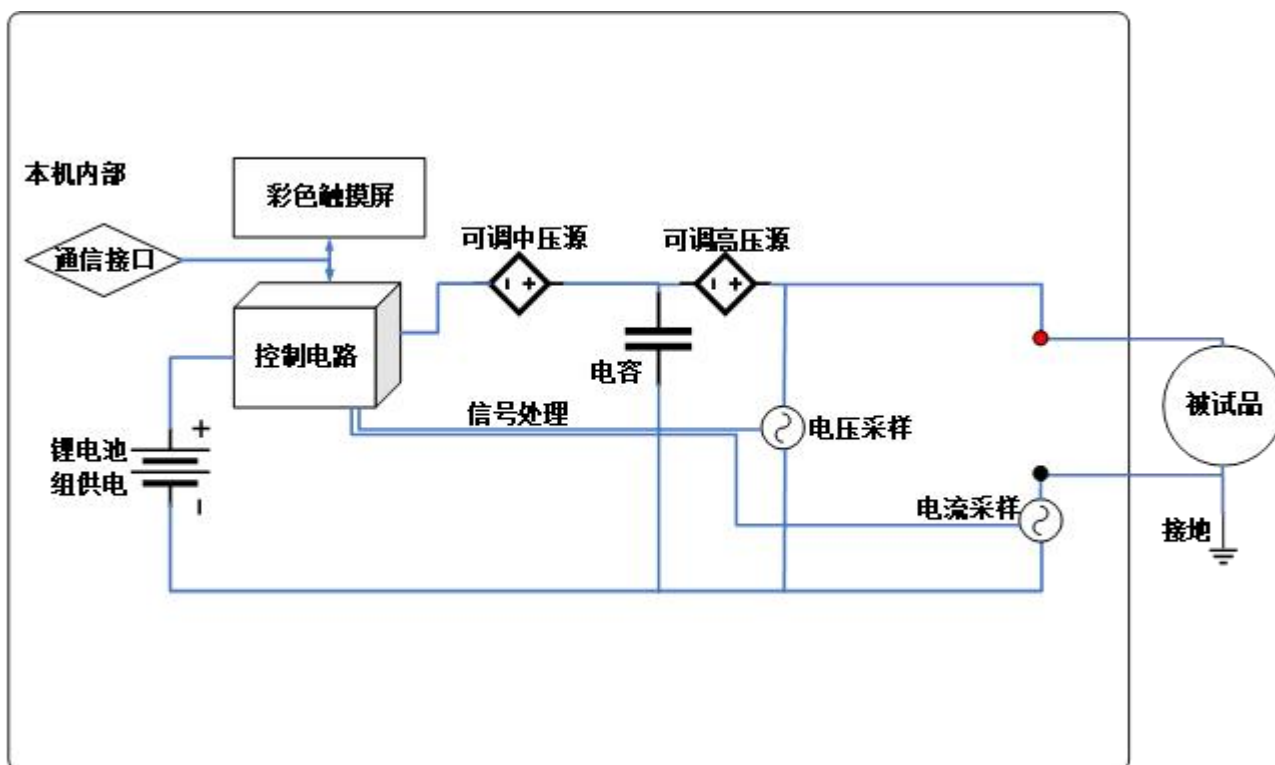 本机内部
彩色触摸屏
通信接口
可调中压源
可调高压源
控制电路
电容
被试品
信号处理
电压采样
+
锂电池
组供电
-
电流采样
接地